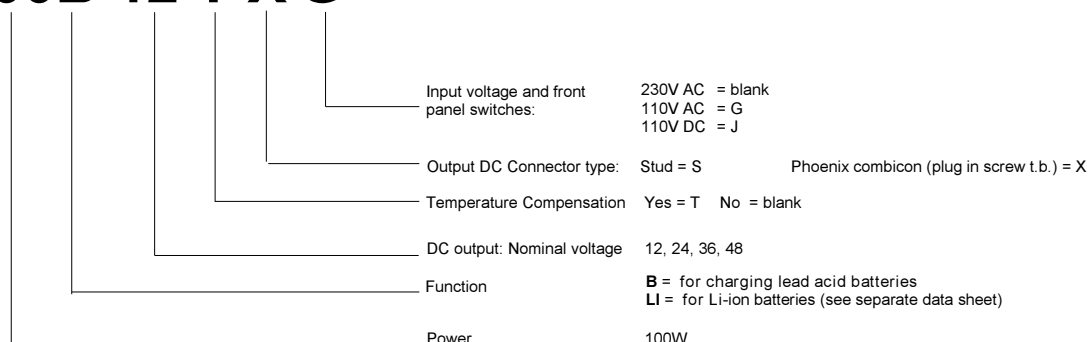 Input voltage and front 230V AC = blank
panel switches: 110V AC = G
110V DC = J
Output DC Connector type: Stud = S Phoenix combicon (plug in screw t.b.) = X
Temperature Compensation Yes = T No = blank
DC output: Nominal voltage 12, 24, 36, 48
Function B = for charging lead acid batteries
LI = for Li-ion batteries (see separate data sheet)
Power 100W